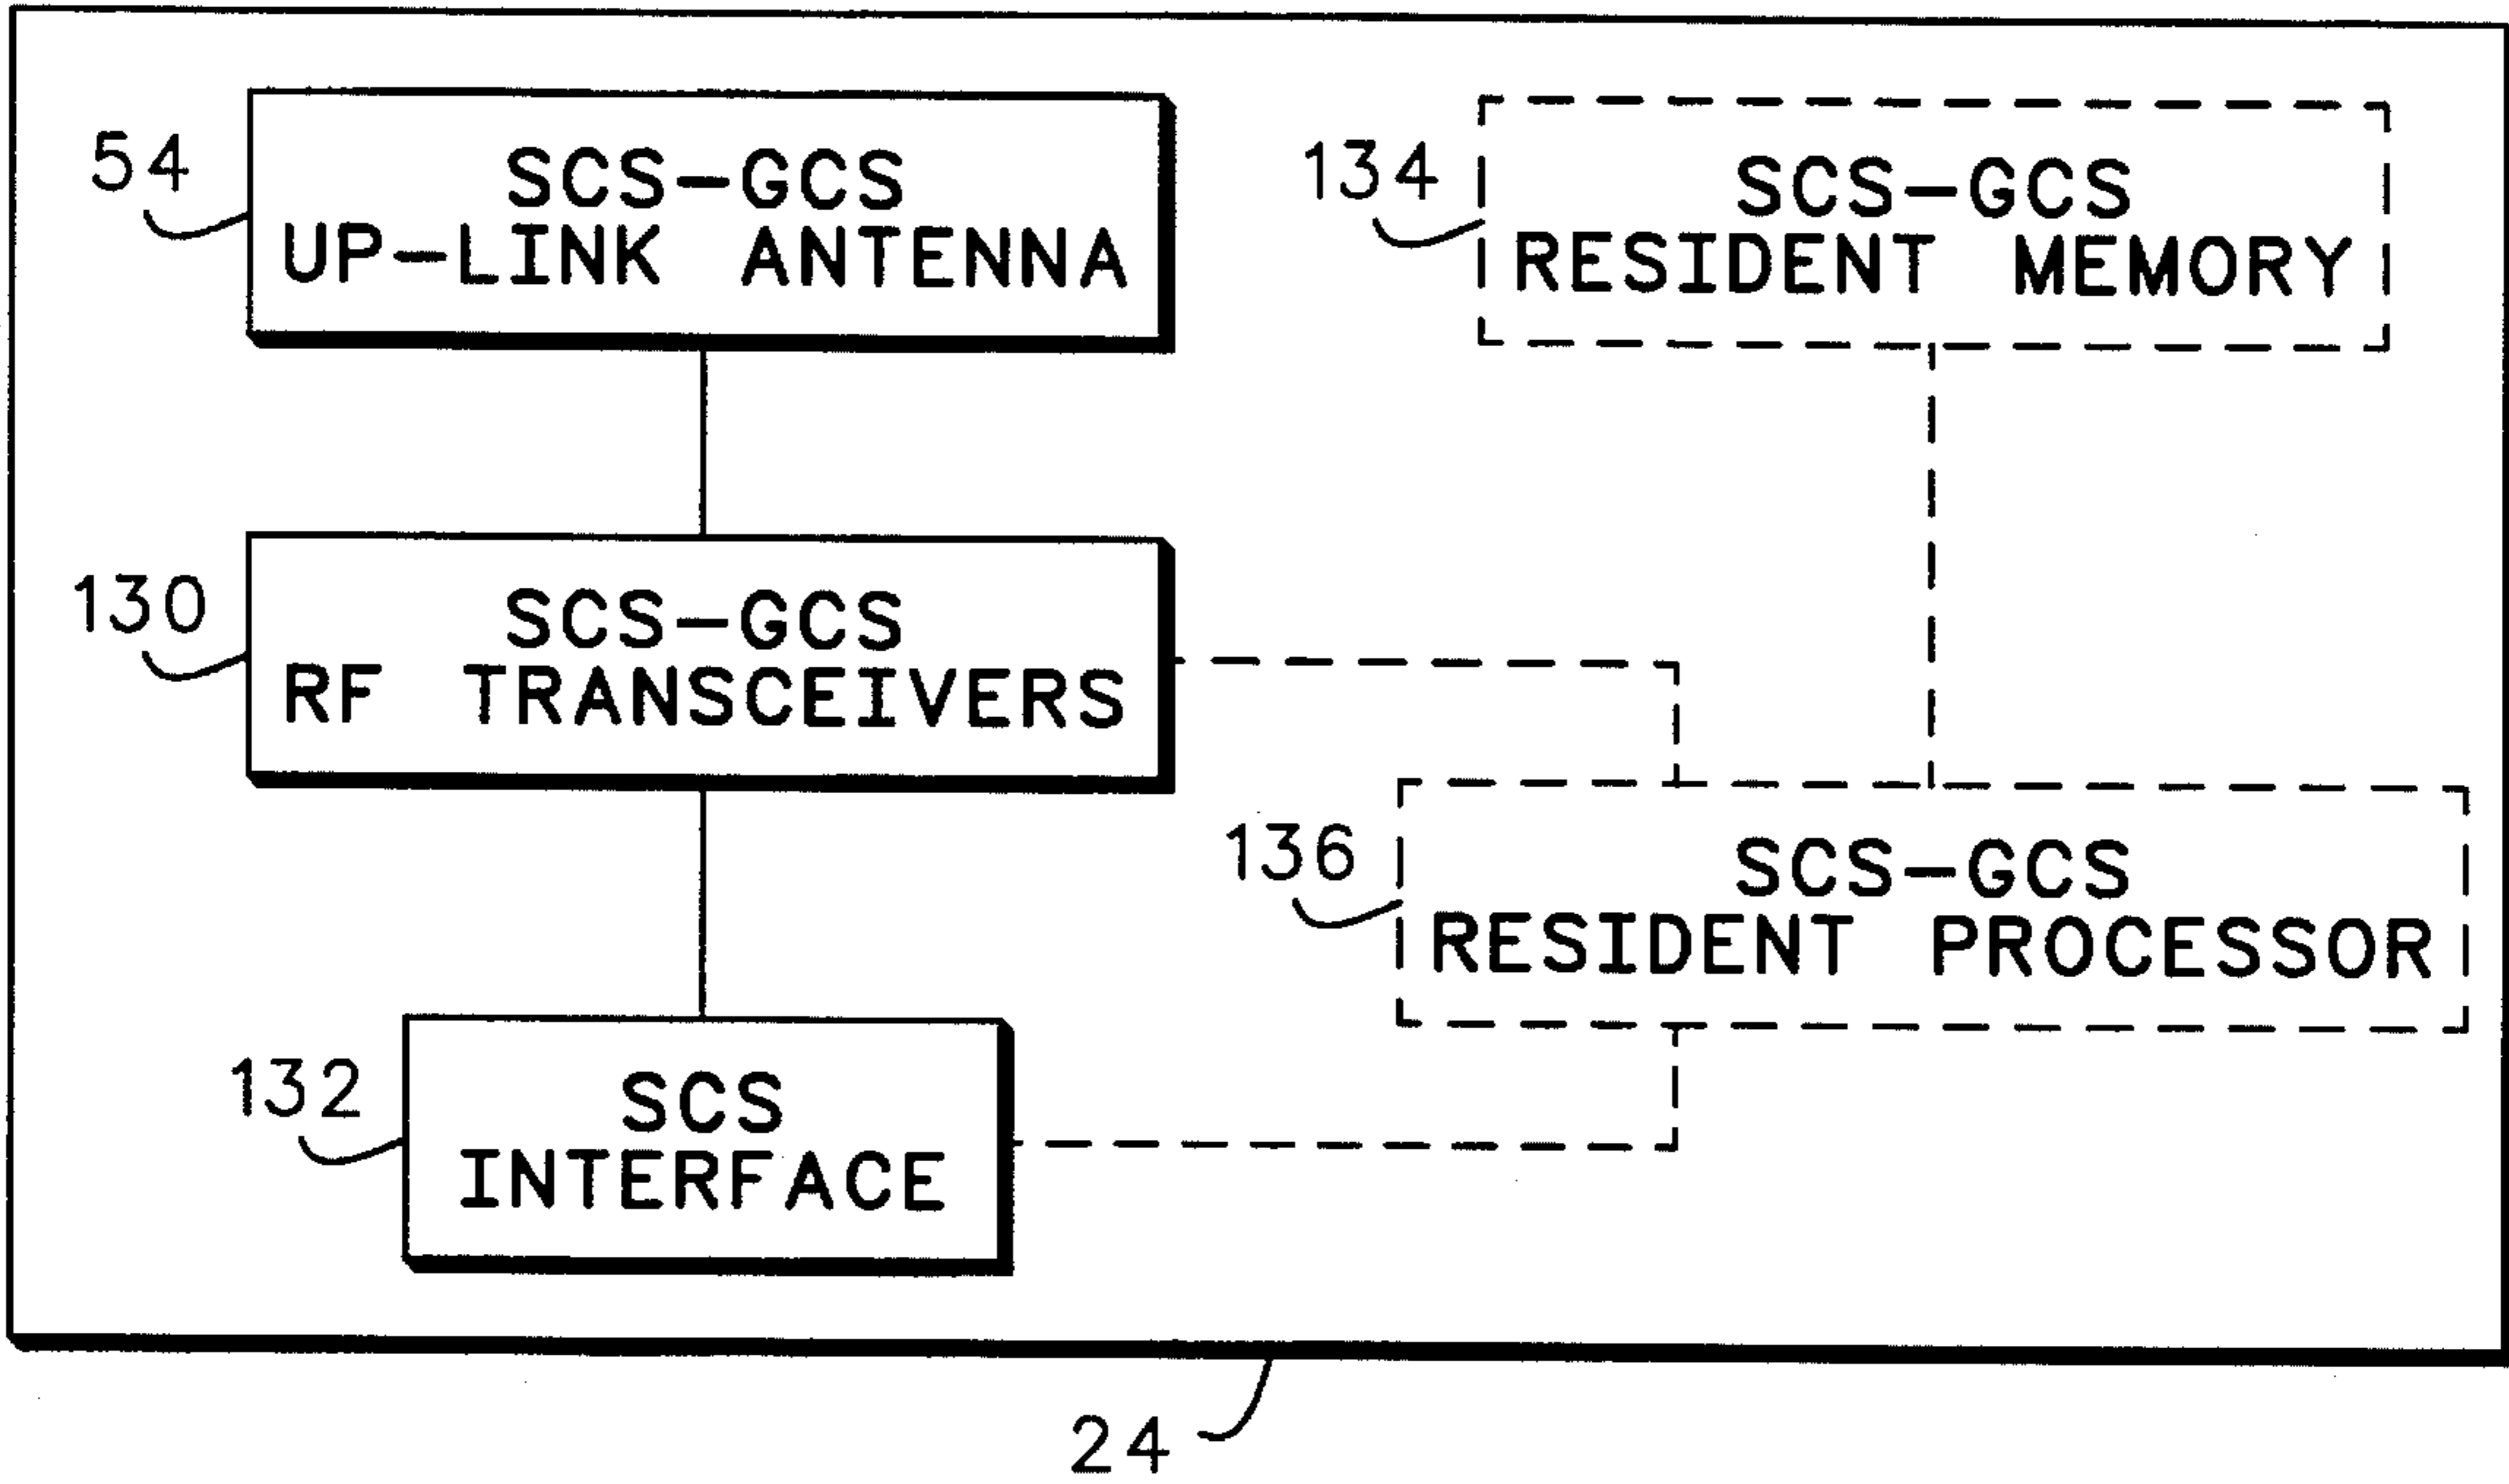 54
SCS-GCS
UP-LINK ANTENNA
134
SCS-GCS
RESIDENT MEMORY
130
SCS-GCS
RF TRANSCEIVERS
136
SCS-GCS
RESIDENT PROCESSOR
132
SCS
INTERFACE
24